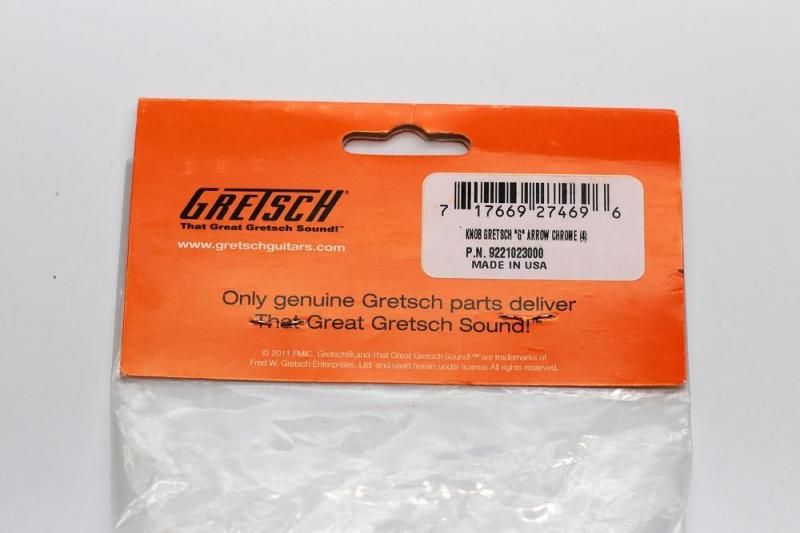 GRETSCH®
That Great Gretsch Sound!™
www.gretschguitars.com
7 17669 27469 6
KNOB GRETSCH "G" ARROW CHROME (4)
P.N. 9221023000
MADE IN USA
Only genuine Gretsch parts deliver
That Great Gretsch Sound!™
© 2011 FMIC. Gretsch®,and That Great Gretsch Sound!™ are trademarks of
Fred W. Gretsch Enterprises, Ltd. and used herein under license. All rights reserved.